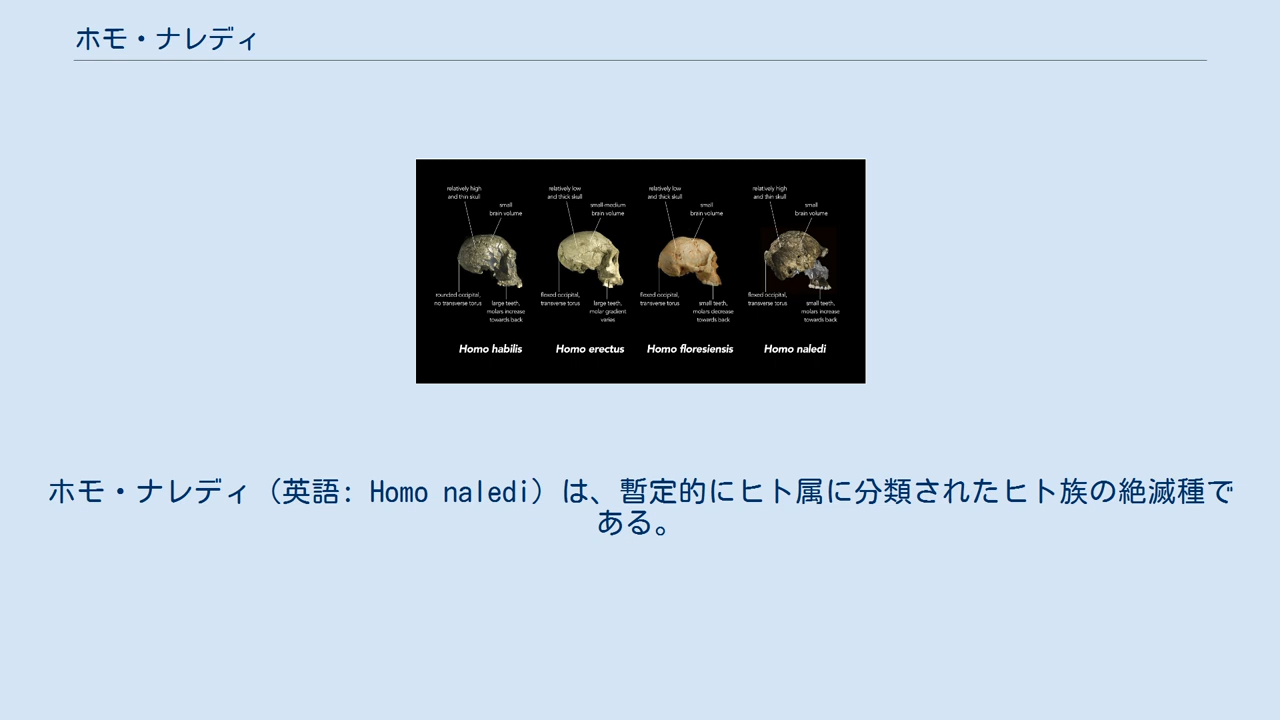 ホモ・ナレディ
relatively high
and thin skull
small
brain volume
rounded occipital,
no transverse torus
large teeth,
molars increase
towards back
Homo habilis
relatively low
and thick skull
small-medium
brain volume
flexed occipital,
transverse torus
large teeth,
molar gradient
varies
Homo erectus
relatively low
and thick skull
small
brain volume
flexed occipital,
transverse torus
small teeth,
molars decrease
towards back
Homo floresiensis
relatively high
and thin skull
small
brain volume
flexed occipital,
transverse torus
small teeth,
molars increase
towards back
Homo naledi
ホモ・ナレディ（英語: Homo naledi）は、暫定的にヒト属に分類されたヒト族の絶滅種で
ある。